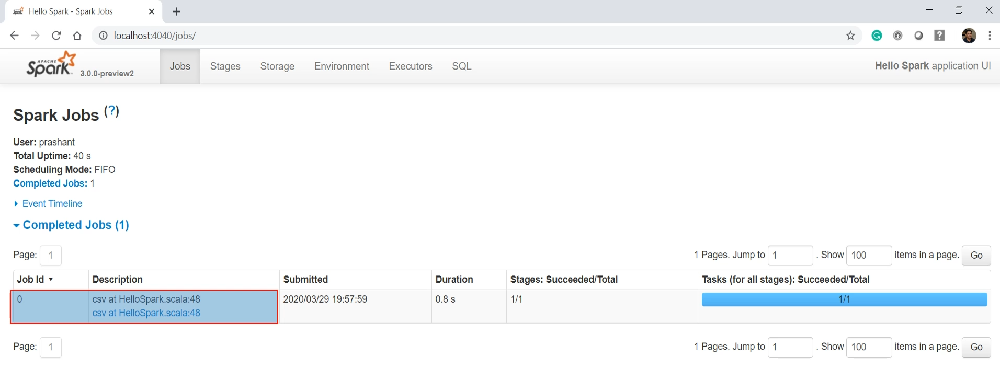 Hello Spark - Spark Jobs
localhost:4040/jobs/
APACHE Spark 3.0.0-preview2 Jobs Stages Storage Environment Executors SQL Hello Spark application UI
Spark Jobs (?)
User: prashant
Total Uptime: 40 s
Scheduling Mode: FIFO
Completed Jobs: 1
Event Timeline
Completed Jobs (1)
Page: 1 1 Pages. Jump to 1 . Show 100 items in a page. Go
Job Id Description Submitted Duration Stages: Succeeded/Total Tasks (for all stages): Succeeded/Total
0 csv at HelloSpark.scala:48 2020/03/29 19:57:59 0.8 s 1/1 1/1
csv at HelloSpark.scala:48
Page: 1 1 Pages. Jump to 1 . Show 100 items in a page. Go